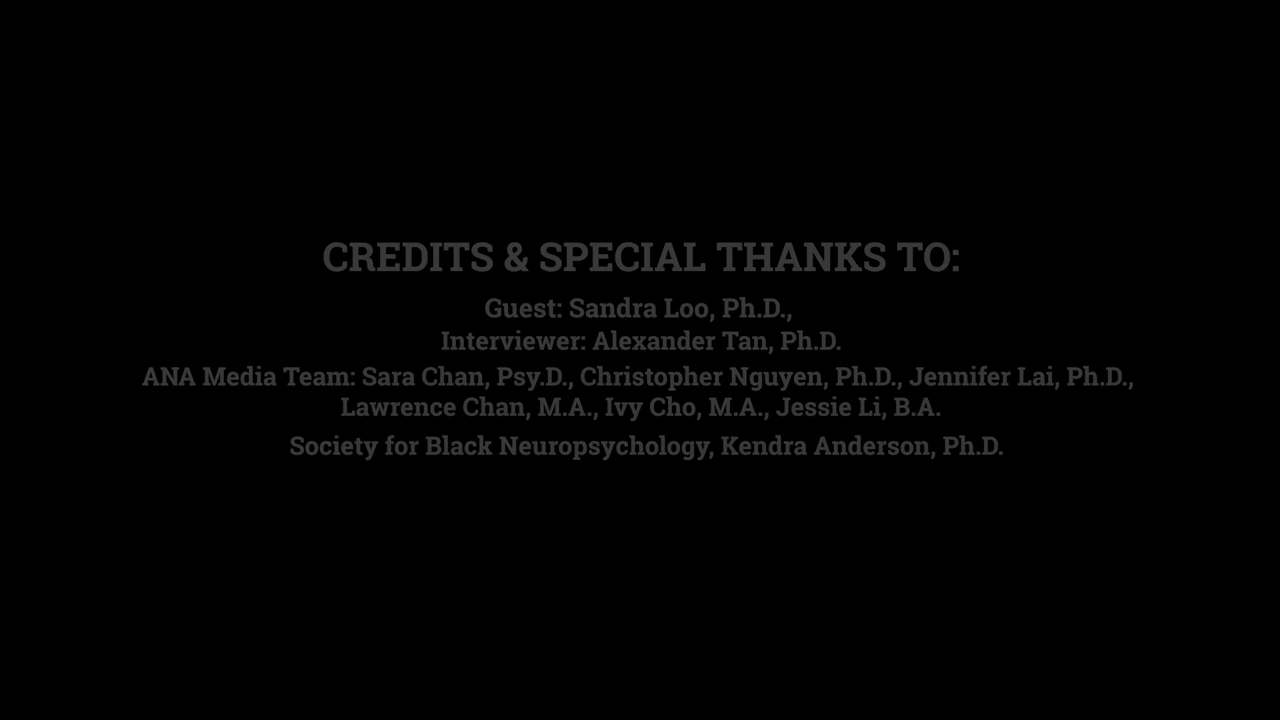 CREDITS & SPECIAL THANKS TO:
Guest: Sandra Loo, Ph.D.,
Interviewer: Alexander Tan, Ph.D.
ANA Media Team: Sara Chan, Psy.D., Christopher Nguyen, Ph.D., Jennifer Lai, Ph.D.,
Lawrence Chan, M.A., Ivy Cho, M.A., Jessie Li, B.A.
Society for Black Neuropsychology, Kendra Anderson, Ph.D.